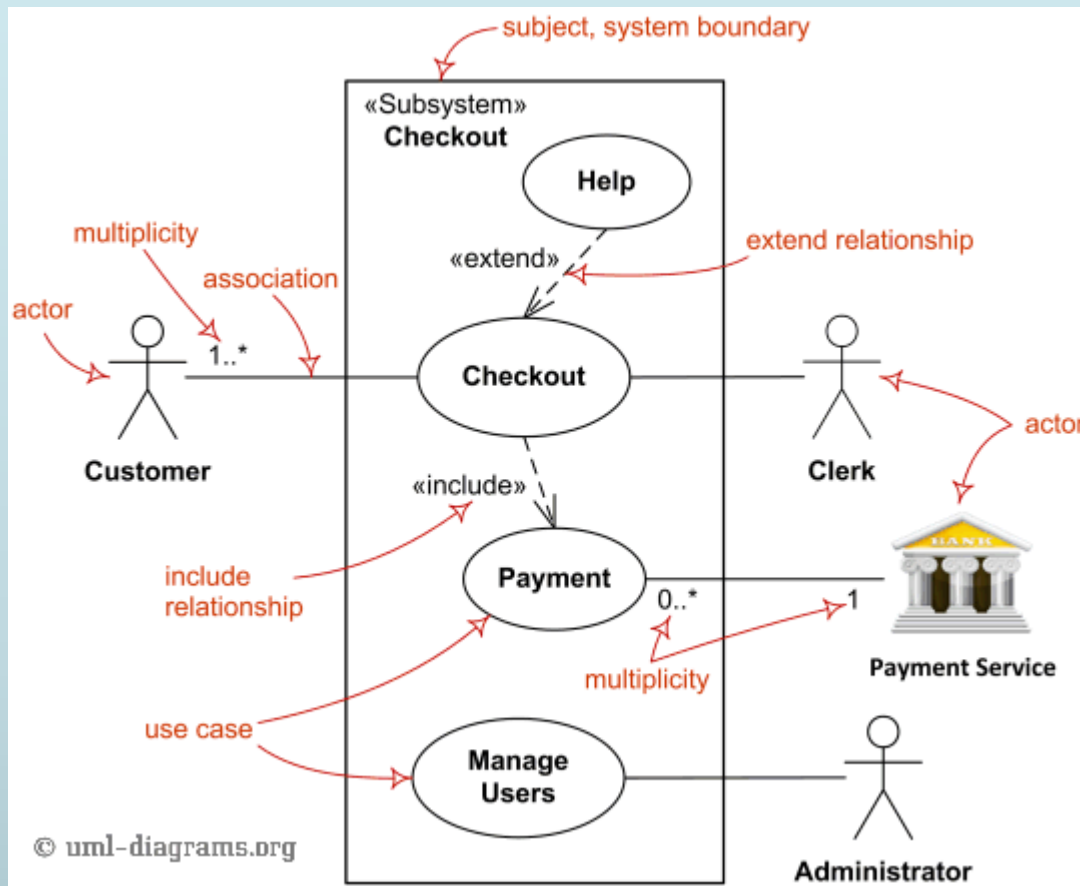 subject, system boundary
«Subsystem»
Checkout
Help
multiplicity
«extend»
extend relationship
association
actor
1..*
Checkout
Customer
Clerk
actor
«include»
BANK
include
relationship
Payment
0..*
1
multiplicity
Payment Service
use case
Manage
Users
© uml-diagrams.org
Administrator